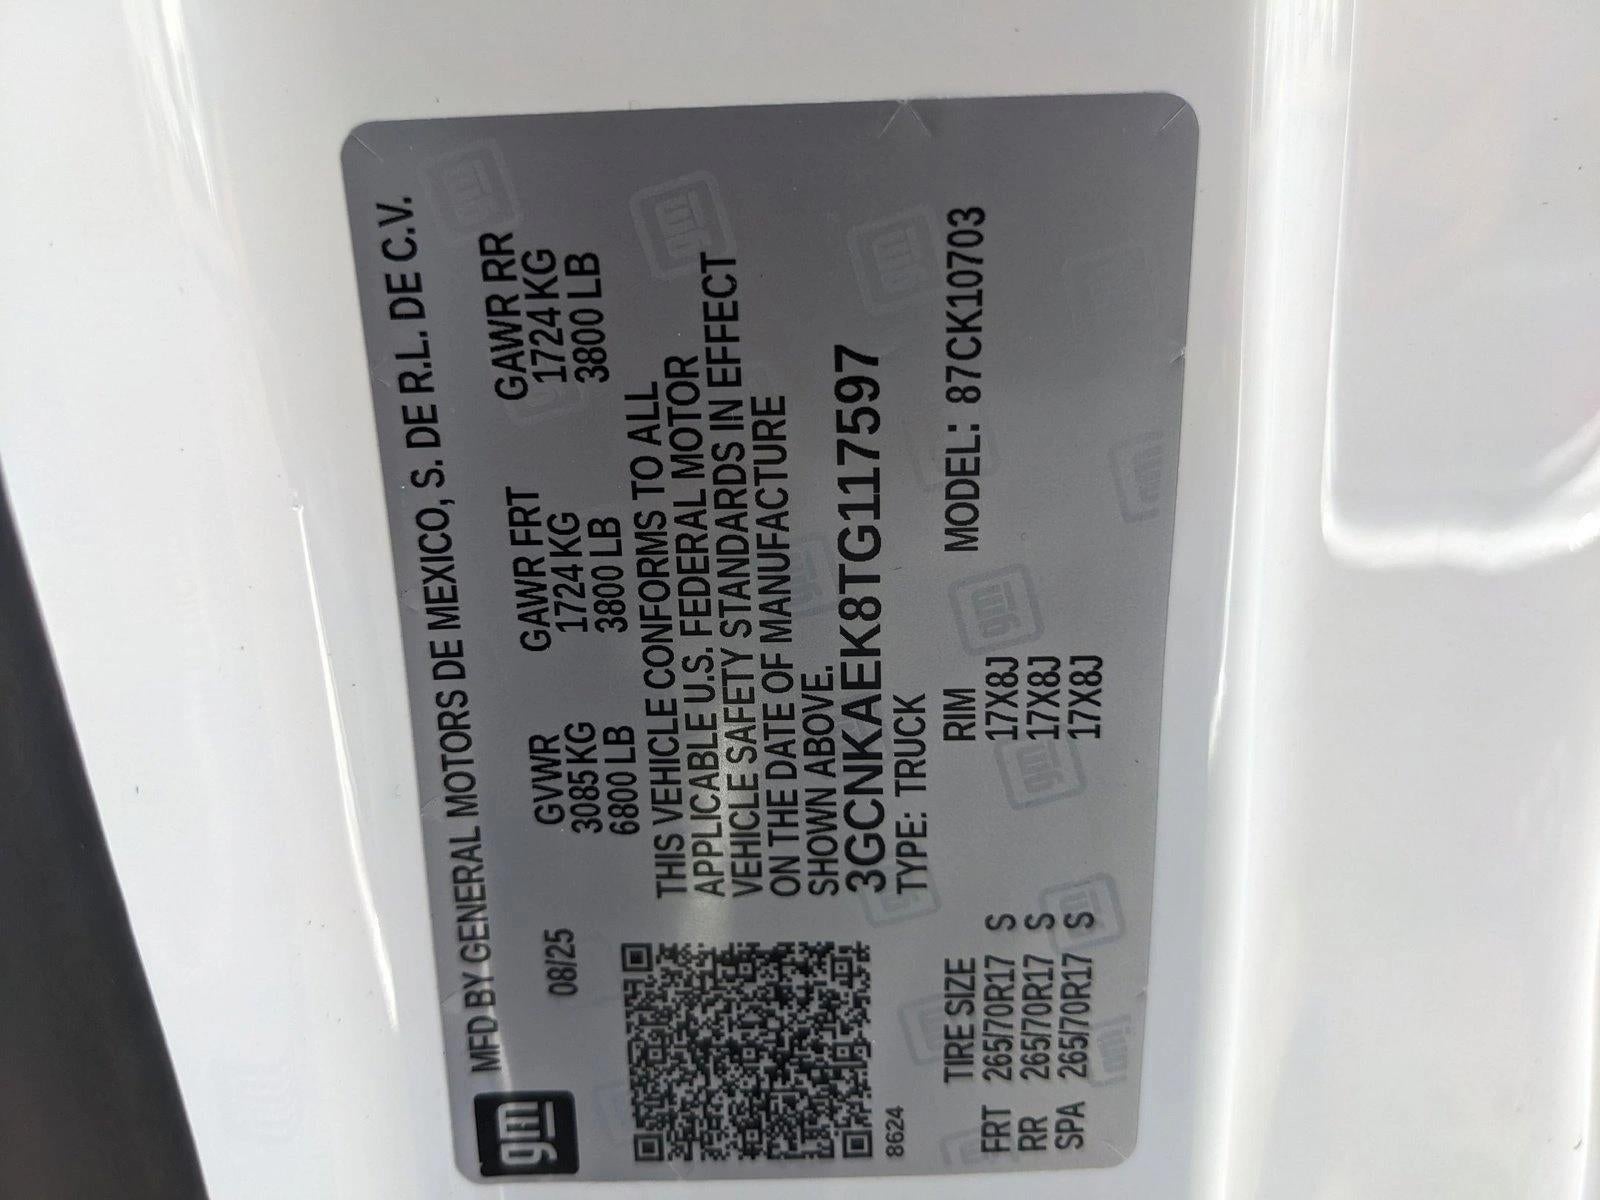 gm
MFD BY GENERAL MOTORS DE MEXICO, S. DE R.L. DE C.V.
08/25 GVWR GAWR FRT GAWR RR
3085 KG 1724 KG 1724 KG
6800 LB 3800 LB 3800 LB
THIS VEHICLE CONFORMS TO ALL
APPLICABLE U.S. FEDERAL MOTOR
VEHICLE SAFETY STANDARDS IN EFFECT
ON THE DATE OF MANUFACTURE
SHOWN ABOVE.
3GCNKAEK8TG117597
8624 TYPE: TRUCK
TIRE SIZE RIM MODEL: 87CK10703
FRT 265/70R17 S 17X8J
RR 265/70R17 S 17X8J
SPA 265/70R17 S 17X8J